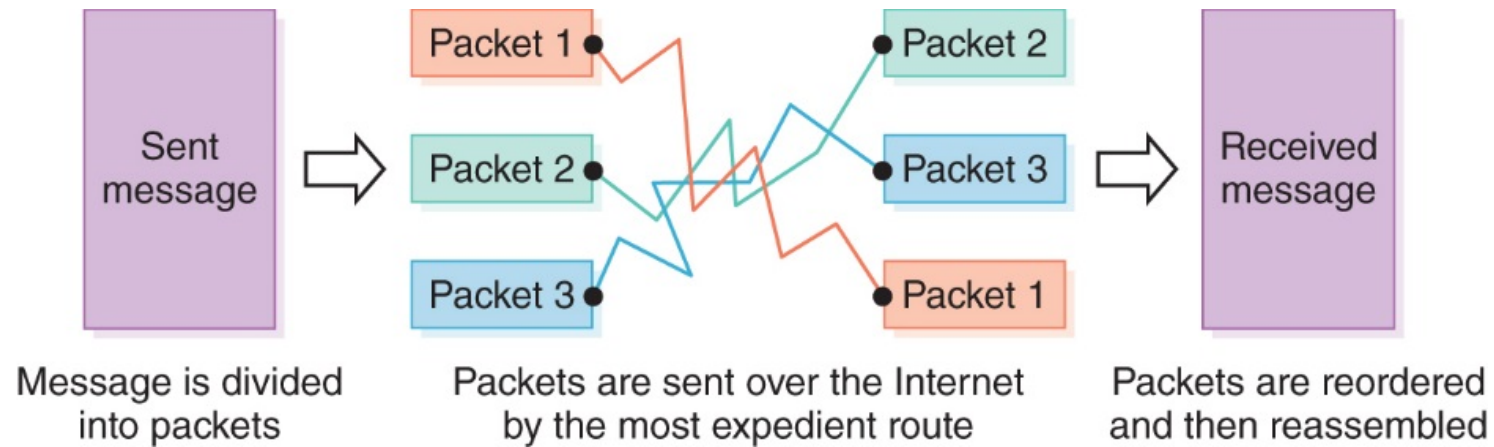 Sent
message
Packet 1
Packet 2
Packet 3
Packet 2
Packet 3
Packet 1
Received
message
Message is divided
into packets
Packets are sent over the Internet
by the most expedient route
Packets are reordered
and then reassembled